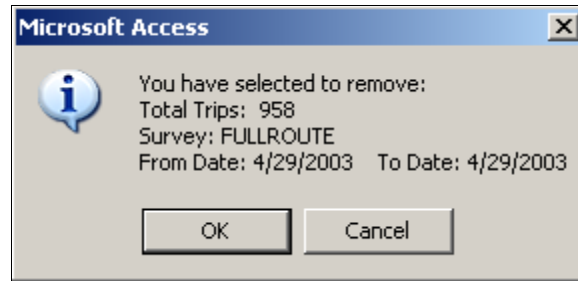 Microsoft Access
You have selected to remove:
Total Trips: 958
Survey: FULLROUTE
From Date: 4/29/2003 To Date: 4/29/2003
OK Cancel